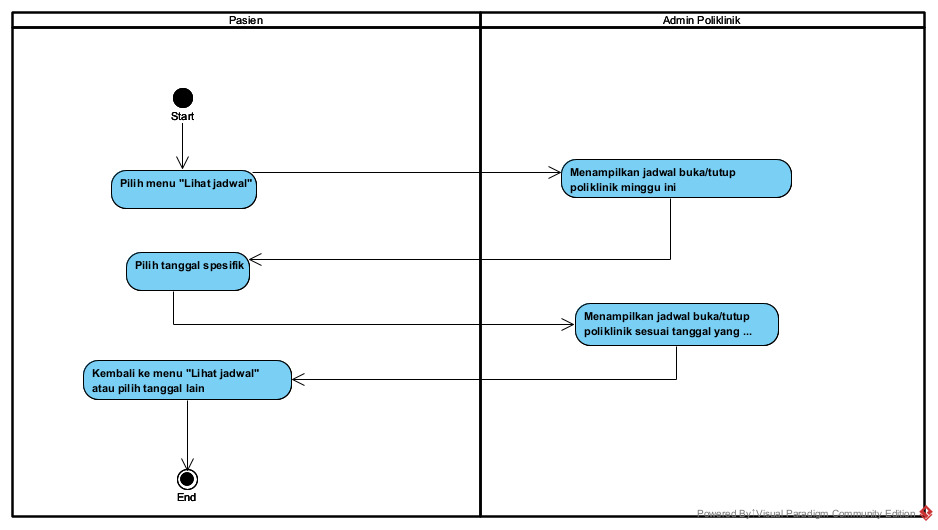 Pasien
Admin Poliklinik
Start
Pilih menu "Lihat jadwal"
Menampilkan jadwal buka/tutup
poliklinik minggu ini
Pilih tanggal spesifik
Menampilkan jadwal buka/tutup
poliklinik sesuai tanggal yang ...
Kembali ke menu "Lihat jadwal"
atau pilih tanggal lain
End
Powered By Visual Paradigm Community Edition